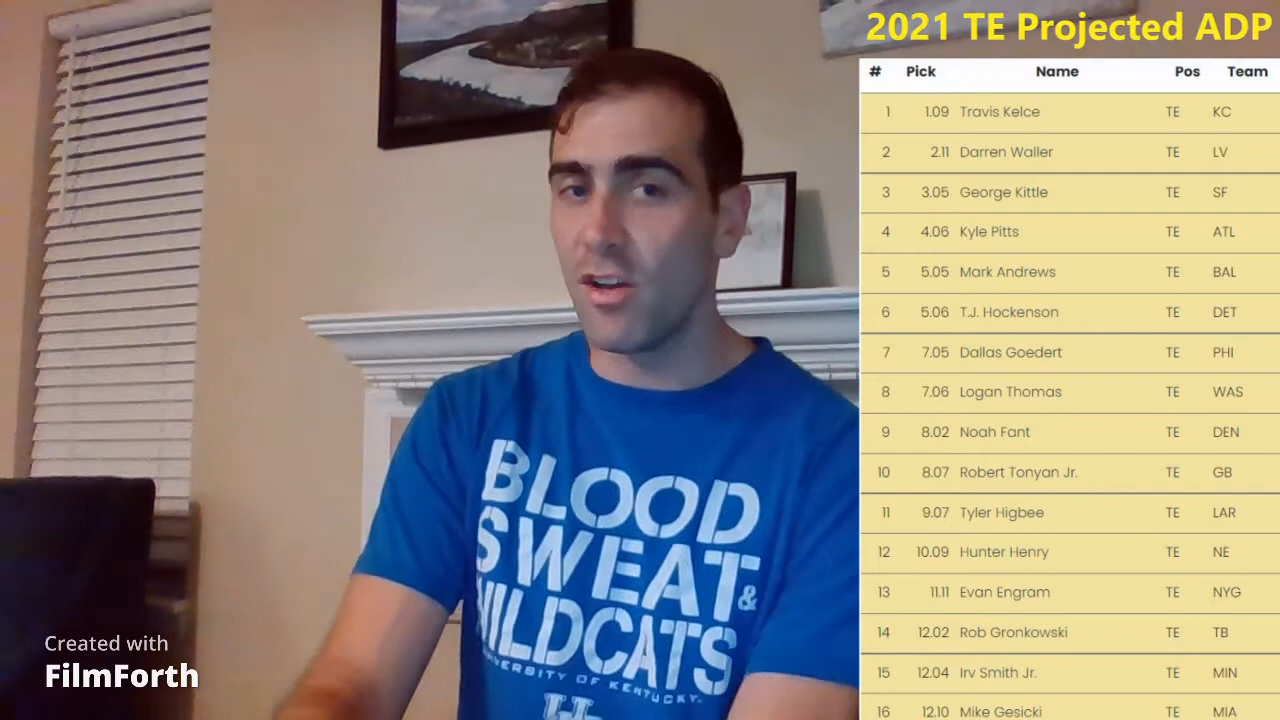 2021 TE Projected ADP
# Pick Name Pos Team
1 1.09 Travis Kelce TE KC
2 2.11 Darren Waller TE LV
3 3.05 George Kittle TE SF
4 4.06 Kyle Pitts TE ATL
5 5.05 Mark Andrews TE BAL
6 5.06 T.J. Hockenson TE DET
7 7.05 Dallas Goedert TE PHI
8 7.06 Logan Thomas TE WAS
9 8.02 Noah Fant TE DEN
10 8.07 Robert Tonyan Jr. TE GB
11 9.07 Tyler Higbee TE LAR
12 10.09 Hunter Henry TE NE
13 11.11 Evan Engram TE NYG
14 12.02 Rob Gronkowski TE TB
15 12.04 Irv Smith Jr. TE MIN
16 12.10 Mike Gesicki TE MIA
BLOOD
SWEAT &
WILDCATS
UNIVERSITY OF KENTUCKY
UK
Created with
FilmForth